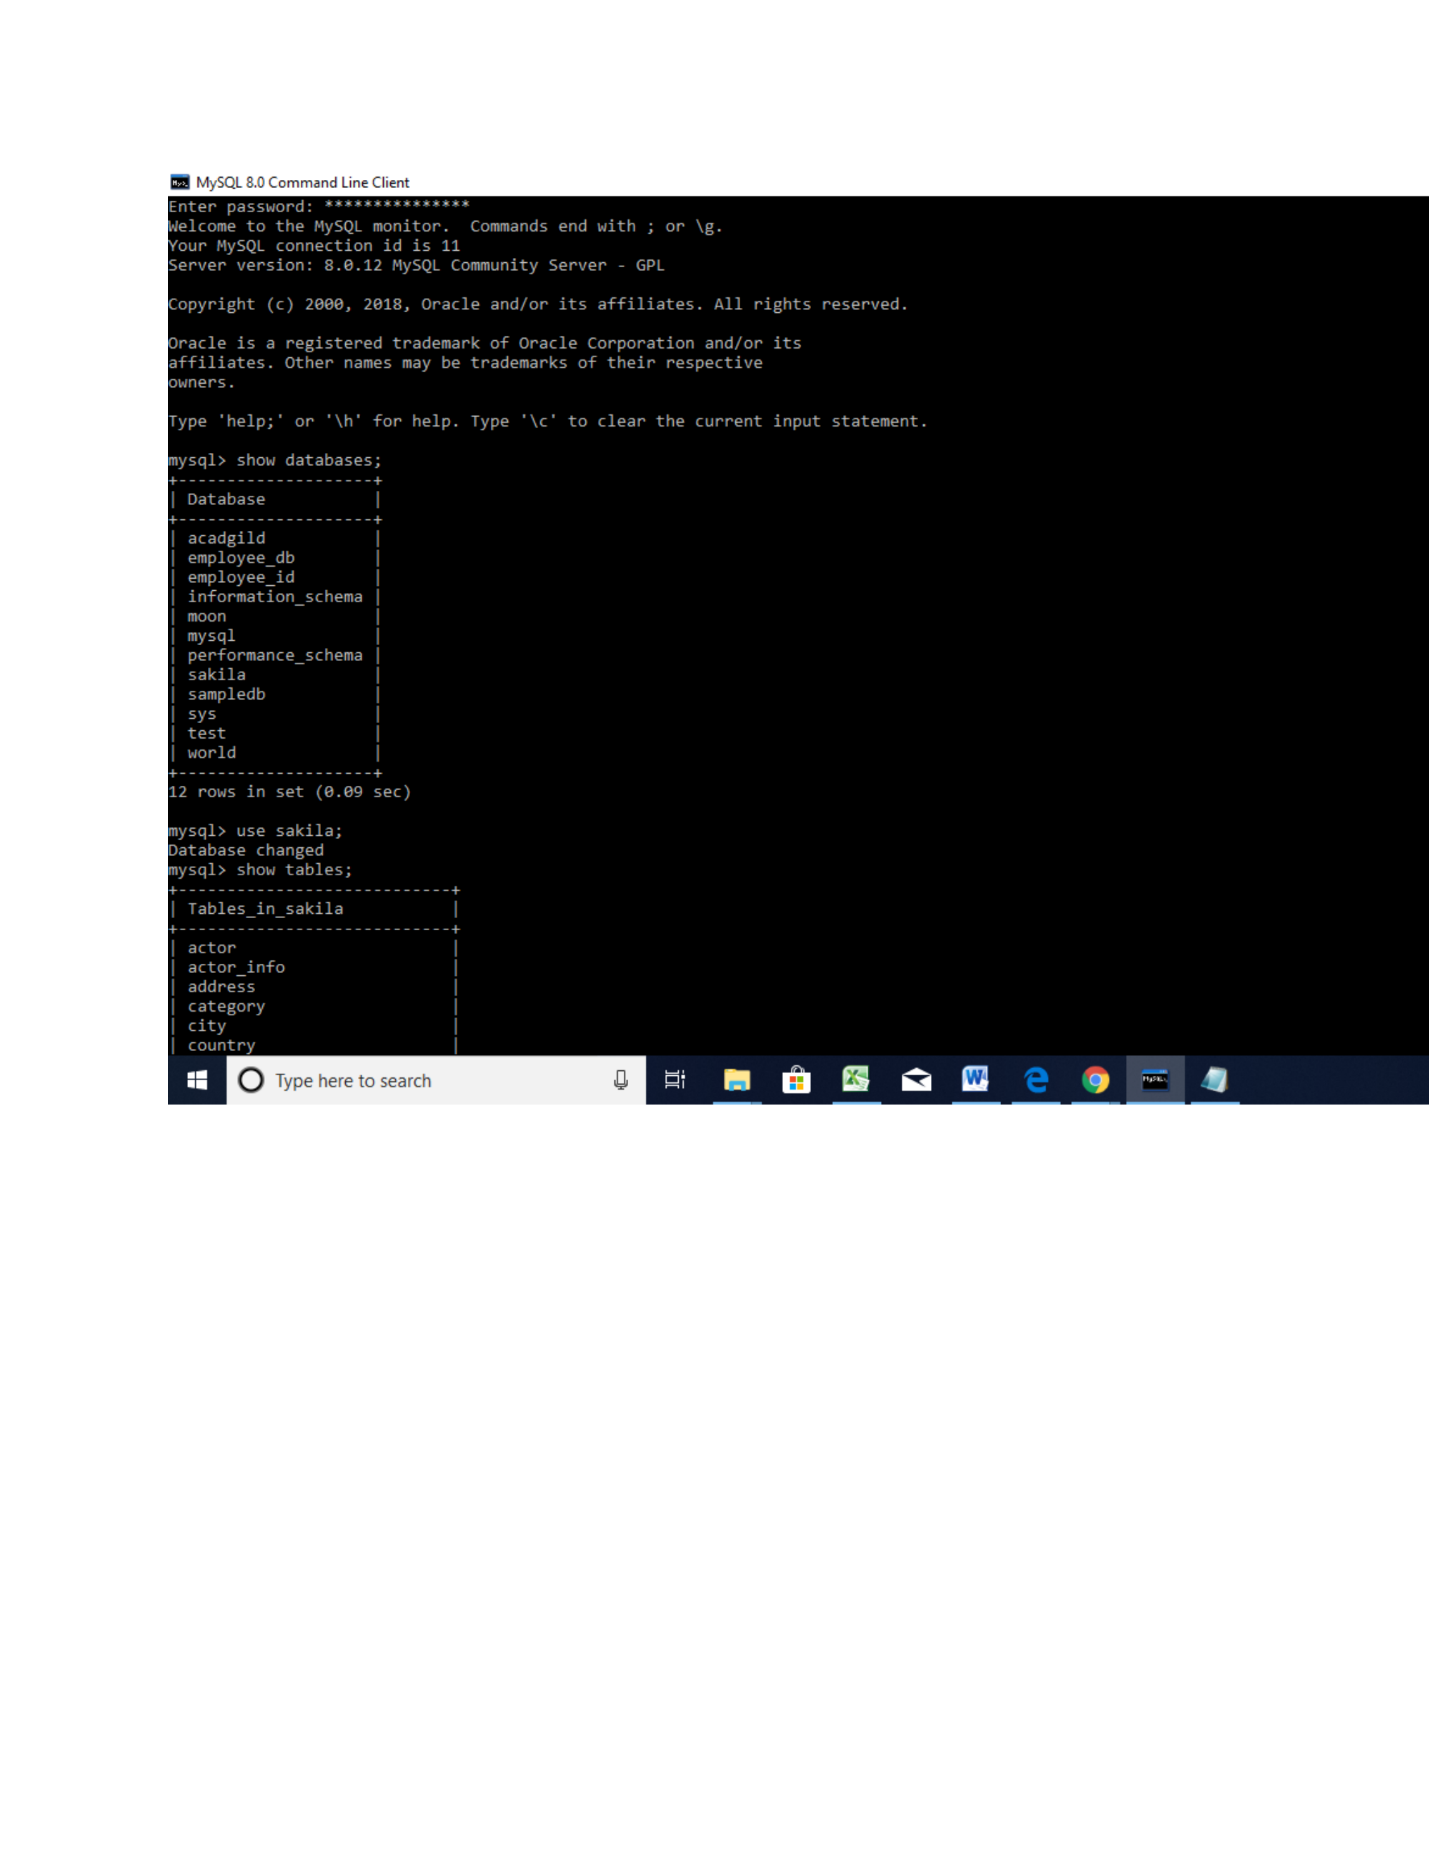 MySQL 8.0 Command Line Client
Enter password: ***************
Welcome to the MySQL monitor.  Commands end with ; or \g.
Your MySQL connection id is 11
Server version: 8.0.12 MySQL Community Server - GPL
Copyright (c) 2000, 2018, Oracle and/or its affiliates. All rights reserved.
Oracle is a registered trademark of Oracle Corporation and/or its
affiliates. Other names may be trademarks of their respective
owners.
Type 'help;' or '\h' for help. Type '\c' to clear the current input statement.
mysql> show databases;
+--------------------+
| Database           |
+--------------------+
| acadgild           |
| employee_db        |
| employee_id        |
| information_schema |
| moon               |
| mysql              |
| performance_schema |
| sakila             |
| sampledb           |
| sys                |
| test               |
| world              |
+--------------------+
12 rows in set (0.09 sec)
mysql> use sakila;
Database changed
mysql> show tables;
+----------------------------+
| Tables_in_sakila           |
+----------------------------+
| actor                      |
| actor_info                 |
| address                    |
| category                   |
| city                       |
| country                    |
Type here to search